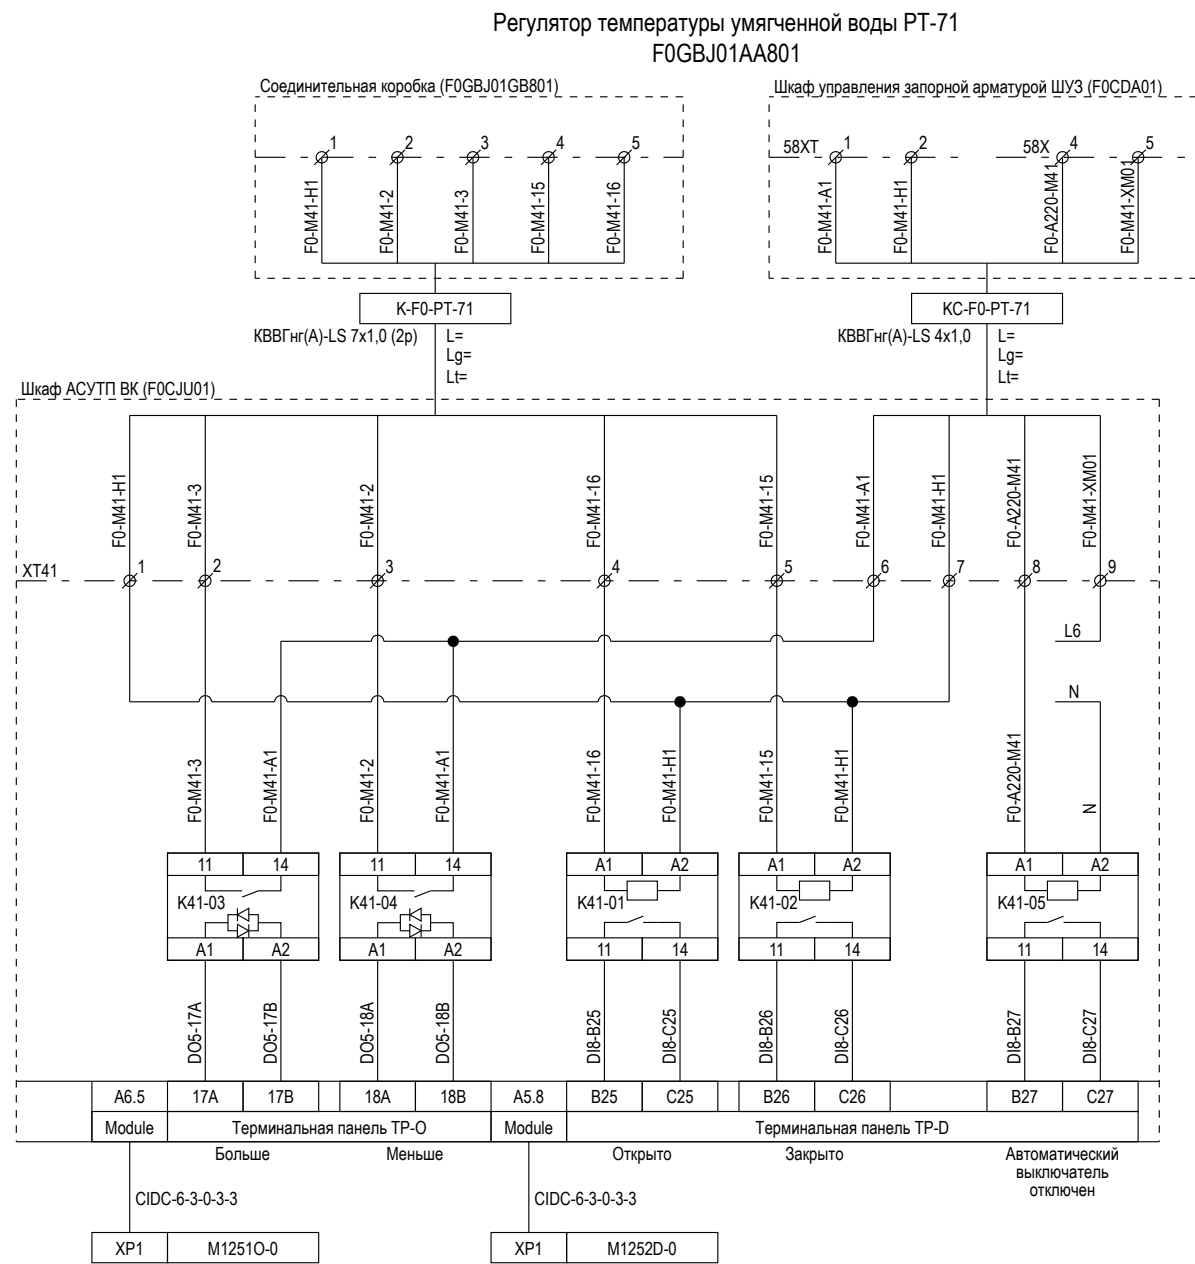 Регулятор температуры умягченной воды РТ-71
F0GBJ01AA801
Соединительная коробка (F0GBJ01GB801)
Шкаф управления запорной арматурой ШУЗ (F0CDA01)
1 2 3 4 5
58XT 1 2 58X 4 5
F0-M41-H1 F0-M41-2 F0-M41-3 F0-M41-15 F0-M41-16
F0-M41-A1 F0-M41-H1 F0-A220-M41 F0-M41-XM01
К-F0-РТ-71
КС-F0-РТ-71
КВВГнг(А)-LS 7х1,0 (2р) L=
Lg=
Lt=
КВВГнг(А)-LS 4х1,0 L=
Lg=
Lt=
Шкаф АСУТП ВК (F0CJU01)
F0-M41-H1 F0-M41-3 F0-M41-2 F0-M41-16 F0-M41-15 F0-M41-A1 F0-M41-H1 F0-A220-M41 F0-M41-XM01
XT41 1 2 3 4 5 6 7 8 9
L6
N
F0-M41-3 F0-M41-A1 F0-M41-2 F0-M41-A1 F0-M41-16 F0-M41-H1 F0-M41-15 F0-M41-H1 F0-A220-M41 N
11 14 11 14 A1 A2 A1 A2 A1 A2
K41-03 K41-04 K41-01 K41-02 K41-05
A1 A2 A1 A2 11 14 11 14 11 14
DO5-17A DO5-17B DO5-18A DO5-18B DI8-B25 DI8-C25 DI8-B26 DI8-C26 DI8-B27 DI8-C27
A6.5 17A 17B 18A 18B A5.8 B25 C25 B26 C26 B27 C27
Module Терминальная панель TP-O Module Терминальная панель TP-D
Больше Меньше Открыто Закрыто Автоматический
выключатель
отключен
CIDC-6-3-0-3-3 CIDC-6-3-0-3-3
XP1 M1251O-0 XP1 M1252D-0